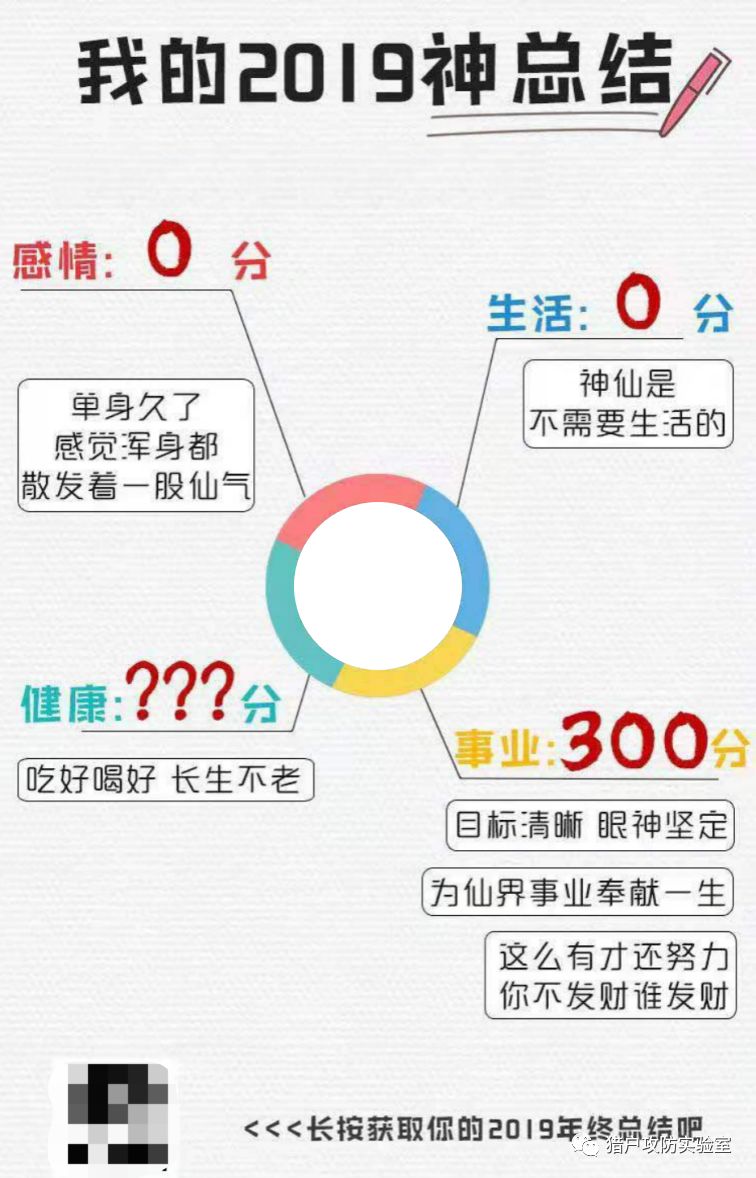 我的2019神总结
感情: 0 分
单身久了
感觉浑身都
散发着一股仙气
生活: 0 分
神仙是
不需要生活的
健康:???分
吃好喝好 长生不老
事业:300分
目标清晰 眼神坚定
为仙界事业奉献一生
这么有才还努力
你不发财谁发财
<<<长按获取你的2019年终总结吧
猎户攻防实验室